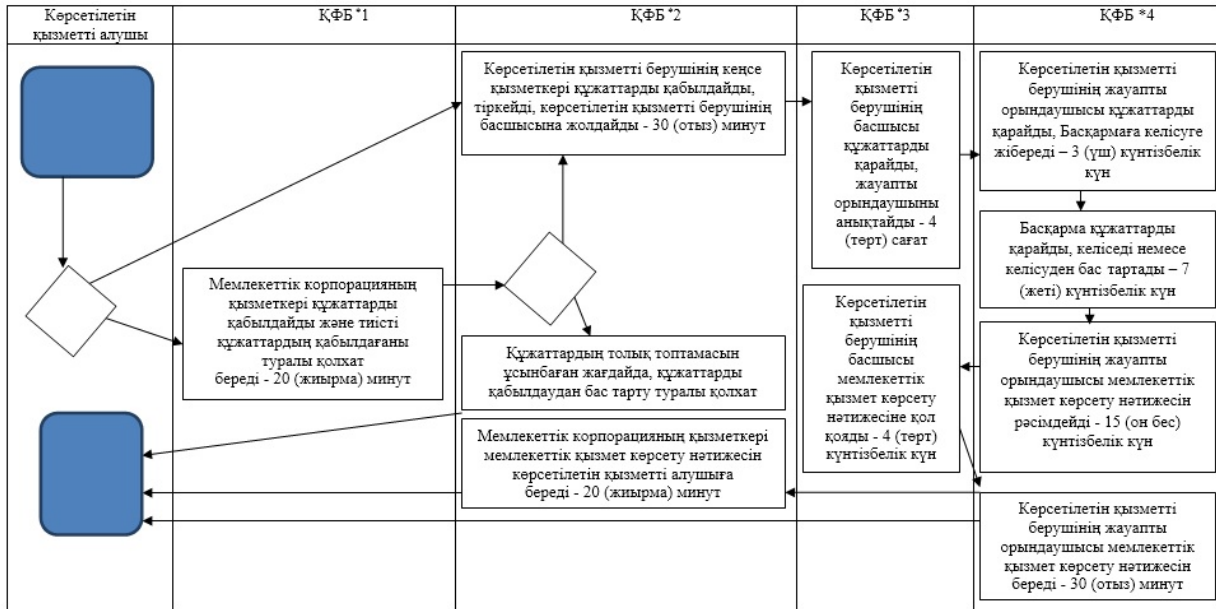 Көрсетілетін
қызметті алушы
ҚФБ *1
ҚФБ *2
ҚФБ *3
ҚФБ *4
Көрсетілетін қызметті берушінің кеңсе
қызметкері құжаттарды қабылдайды,
тіркейді, көрсетілетін қызметті берушінің
басшысына жолдайды - 30 (отыз) минут
Көрсетілетін
қызметті
берушінің
басшысы
құжаттарды
қарайды,
жауапты
орындаушыны
анықтайды - 4
(төрт) сағат
Көрсетілетін қызметті
берушінің жауапты
орындаушысы құжаттарды
қарайды, Басқармаға келісуге
жібереді – 3 (үш) күнтізбелік
күн
Басқарма құжаттарды
қарайды, келіседі немесе
келісуден бас тартады – 7
(жеті) күнтізбелік күн
Мемлекеттік корпорацияның
қызметкері құжаттарды
қабылдайды және тиісті
құжаттардың қабылдағаны
туралы қолхат
береді - 20 (жиырма) минут
Құжаттардың толық топтамасын
ұсынбаған жағдайда, құжаттарды
қабылдаудан бас тарту туралы қолхат
Көрсетілетін
қызметті
берушінің
басшысы
мемлекеттік
қызмет көрсету
нәтижесіне қол
қояды - 4 (төрт)
күнтізбелік күн
Көрсетілетін қызметті
берушінің жауапты
орындаушысы мемлекеттік
қызмет көрсету нәтижесін
рәсімдейді - 15 (он бес)
күнтізбелік күн
Мемлекеттік корпорацияның қызметкері
мемлекеттік қызмет көрсету нәтижесін
көрсетілетін қызметті алушыға
береді - 20 (жиырма) минут
Көрсетілетін қызметті
берушінің жауапты
орындаушысы мемлекеттік
қызмет көрсету нәтижесін
береді - 30 (отыз) минут